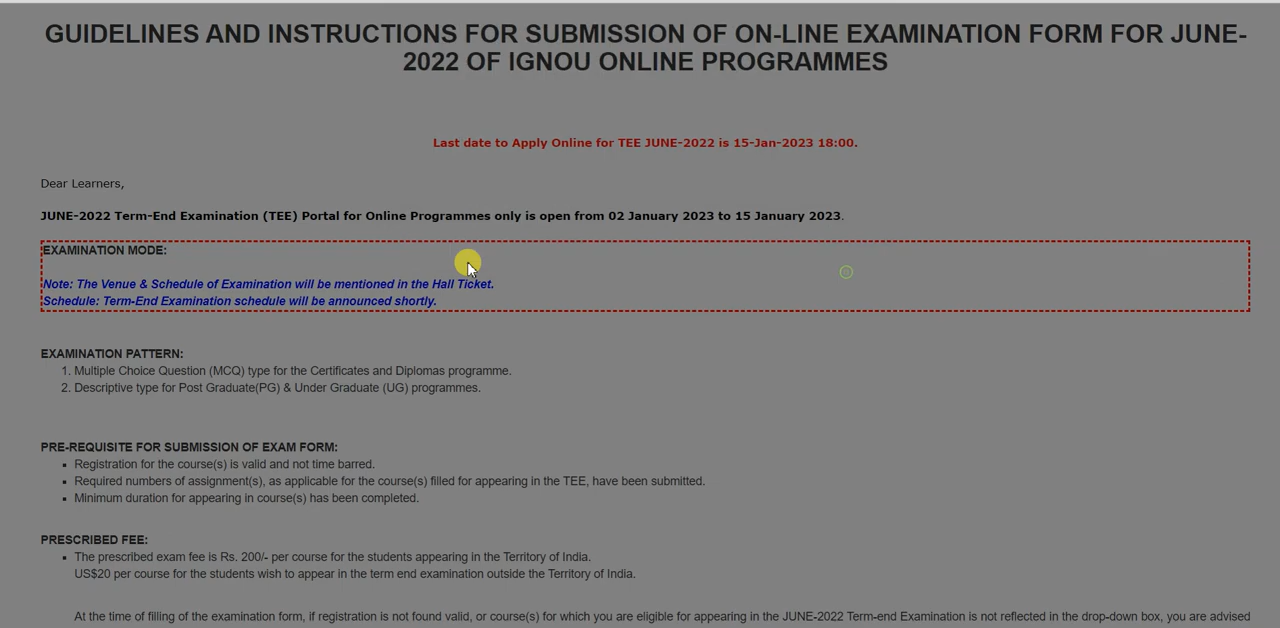 GUIDELINES AND INSTRUCTIONS FOR SUBMISSION OF ON-LINE EXAMINATION FORM FOR JUNE-
2022 OF IGNOU ONLINE PROGRAMMES
Last date to Apply Online for TEE JUNE-2022 is 15-Jan-2023 18:00.
Dear Learners,
JUNE-2022 Term-End Examination (TEE) Portal for Online Programmes only is open from 02 January 2023 to 15 January 2023.
EXAMINATION MODE:
Note: The Venue & Schedule of Examination will be mentioned in the Hall Ticket.
Schedule: Term-End Examination schedule will be announced shortly.
EXAMINATION PATTERN:
1. Multiple Choice Question (MCQ) type for the Certificates and Diplomas programme.
2. Descriptive type for Post Graduate(PG) & Under Graduate (UG) programmes.
PRE-REQUISITE FOR SUBMISSION OF EXAM FORM:
▪ Registration for the course(s) is valid and not time barred.
▪ Required numbers of assignment(s), as applicable for the course(s) filled for appearing in the TEE, have been submitted.
▪ Minimum duration for appearing in course(s) has been completed.
PRESCRIBED FEE:
▪ The prescribed exam fee is Rs. 200/- per course for the students appearing in the Territory of India.
US$20 per course for the students wish to appear in the term end examination outside the Territory of India.
At the time of filling of the examination form, if registration is not found valid, or course(s) for which you are eligible for appearing in the JUNE-2022 Term-end Examination is not reflected in the drop-down box, you are advised